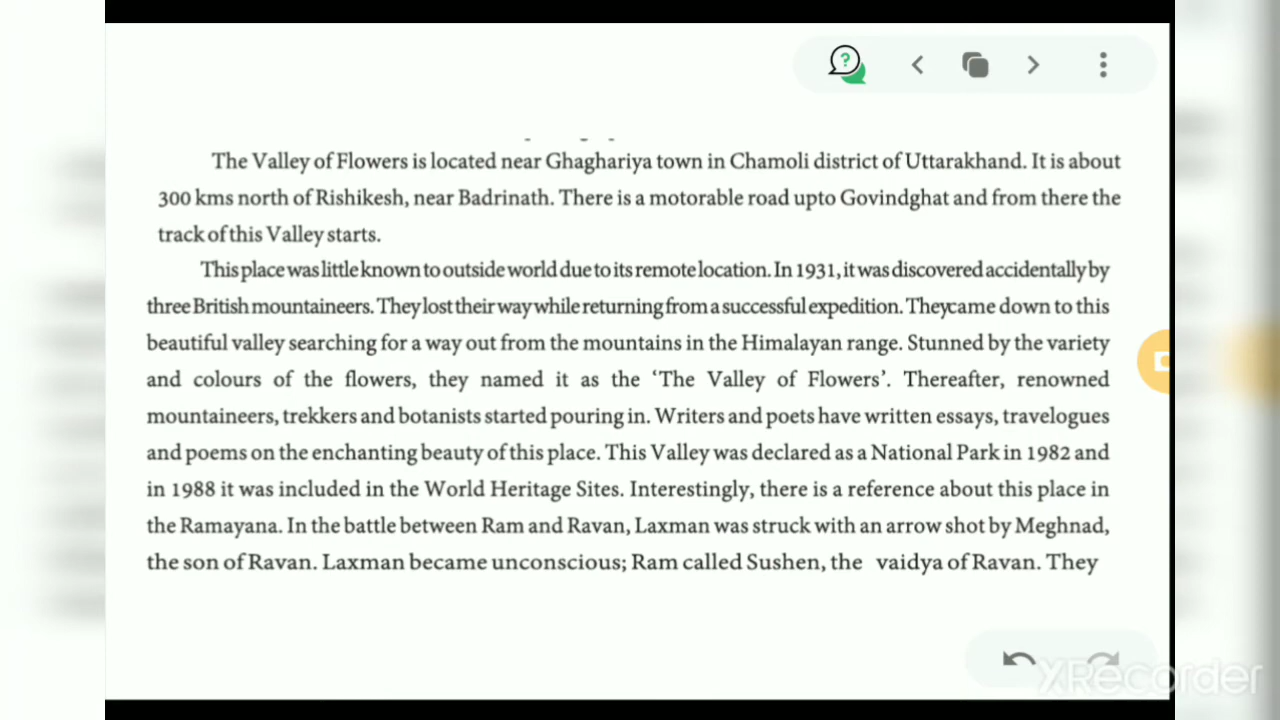 The Valley of Flowers is located near Ghaghariya town in Chamoli district of Uttarakhand. It is about
300 kms north of Rishikesh, near Badrinath. There is a motorable road upto Govindghat and from there the
track of this Valley starts.
This place was little known to outside world due to its remote location. In 1931, it was discovered accidentally by
three British mountaineers. They lost their way while returning from a successful expedition. They came down to this
beautiful valley searching for a way out from the mountains in the Himalayan range. Stunned by the variety
and colours of the flowers, they named it as the ‘The Valley of Flowers’. Thereafter, renowned
mountaineers, trekkers and botanists started pouring in. Writers and poets have written essays, travelogues
and poems on the enchanting beauty of this place. This Valley was declared as a National Park in 1982 and
in 1988 it was included in the World Heritage Sites. Interestingly, there is a reference about this place in
the Ramayana. In the battle between Ram and Ravan, Laxman was struck with an arrow shot by Meghnad,
the son of Ravan. Laxman became unconscious; Ram called Sushen, the vaidya of Ravan. They
XRecorder